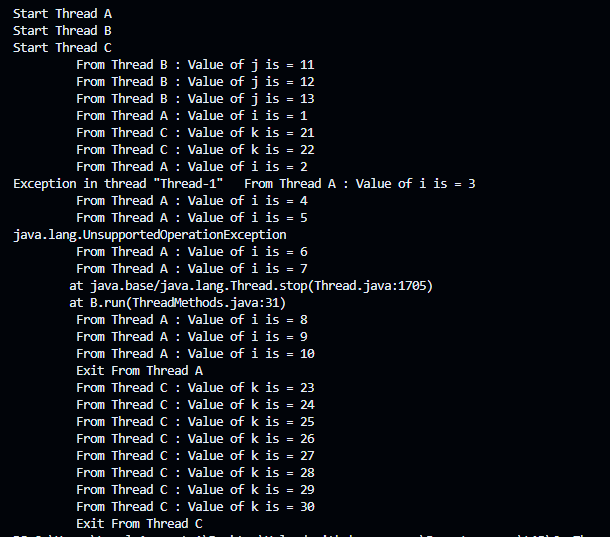 Start Thread A
Start Thread B
Start Thread C
From Thread B : Value of j is = 11
From Thread B : Value of j is = 12
From Thread B : Value of j is = 13
From Thread A : Value of i is = 1
From Thread C : Value of k is = 21
From Thread C : Value of k is = 22
From Thread A : Value of i is = 2
Exception in thread "Thread-1"   From Thread A : Value of i is = 3
From Thread A : Value of i is = 4
From Thread A : Value of i is = 5
java.lang.UnsupportedOperationException
From Thread A : Value of i is = 6
From Thread A : Value of i is = 7
at java.base/java.lang.Thread.stop(Thread.java:1705)
at B.run(ThreadMethods.java:31)
From Thread A : Value of i is = 8
From Thread A : Value of i is = 9
From Thread A : Value of i is = 10
Exit From Thread A
From Thread C : Value of k is = 23
From Thread C : Value of k is = 24
From Thread C : Value of k is = 25
From Thread C : Value of k is = 26
From Thread C : Value of k is = 27
From Thread C : Value of k is = 28
From Thread C : Value of k is = 29
From Thread C : Value of k is = 30
Exit From Thread C